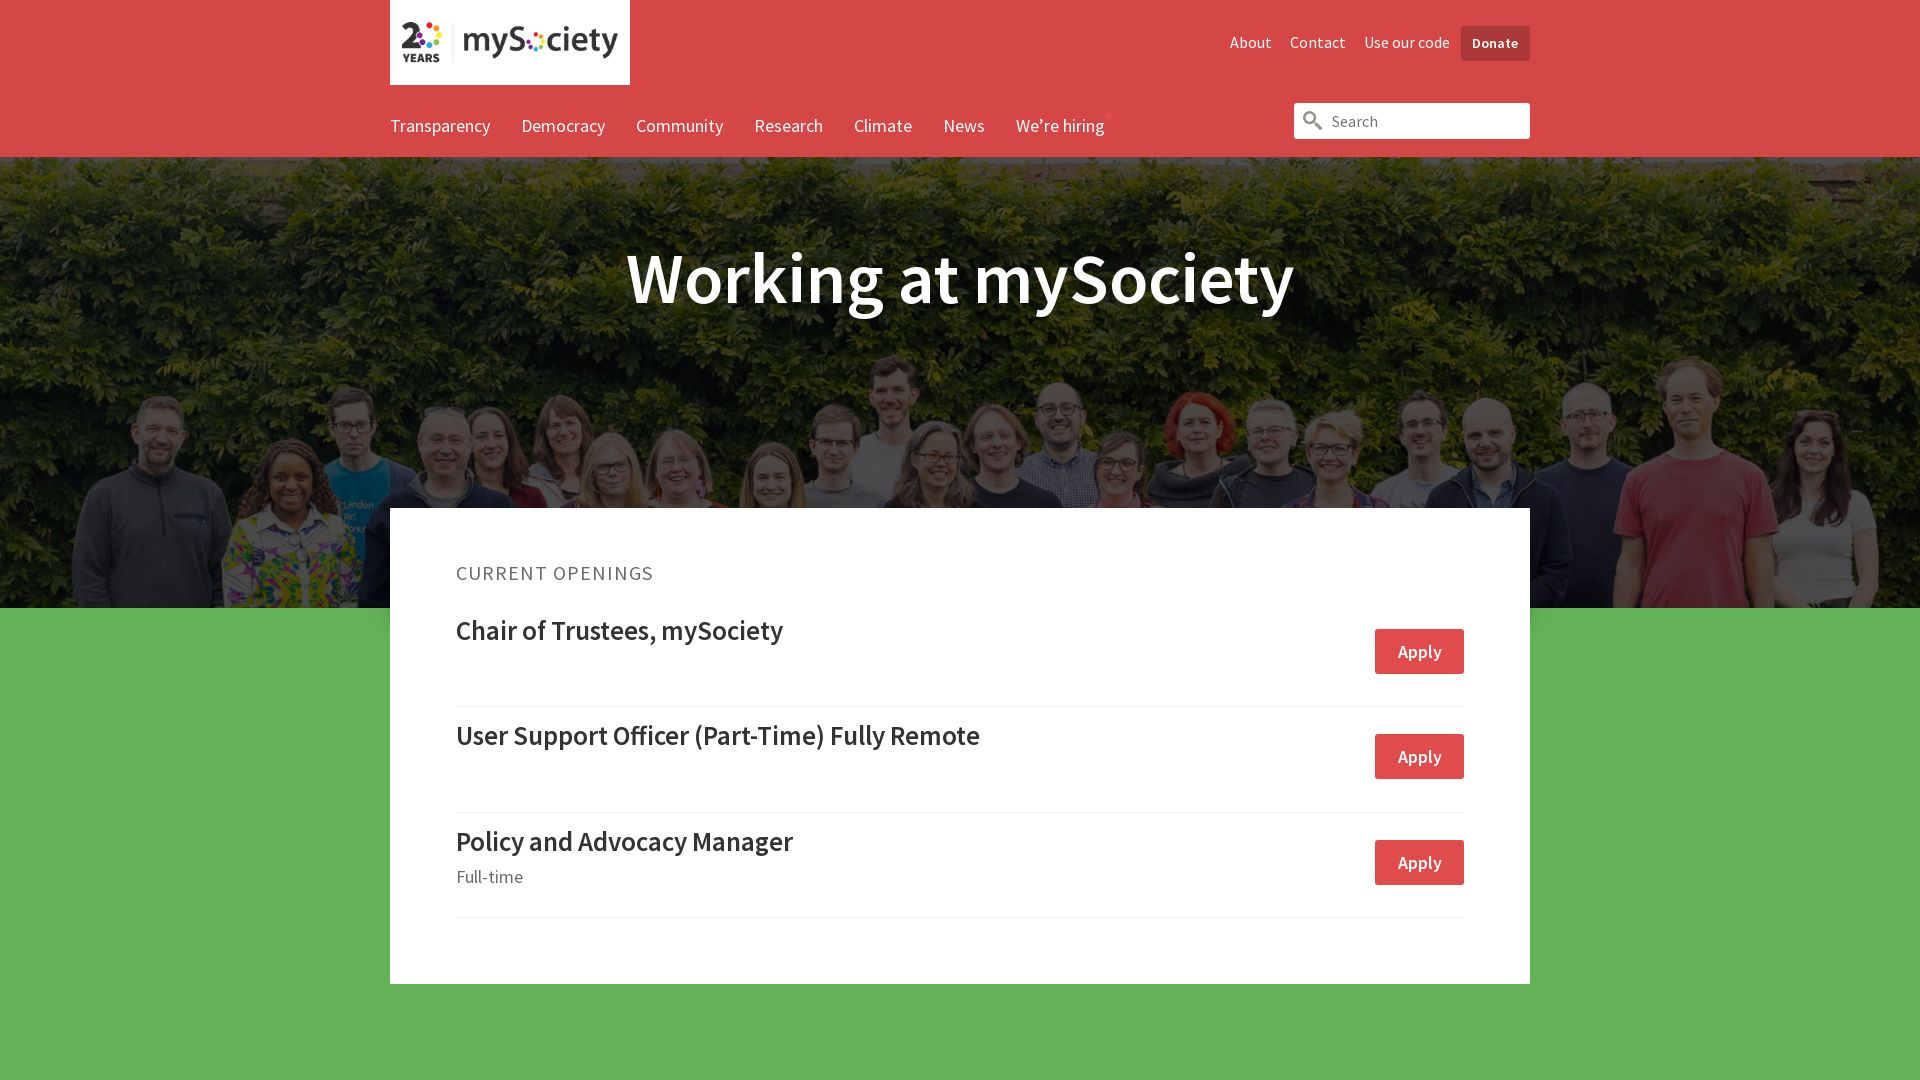 20 YEARS mySociety
About Contact Use our code Donate
Transparency Democracy Community Research Climate News We’re hiring
Search
Working at mySociety
London
CURRENT OPENINGS
Chair of Trustees, mySociety
Apply
User Support Officer (Part-Time) Fully Remote
Apply
Policy and Advocacy Manager
Full-time
Apply